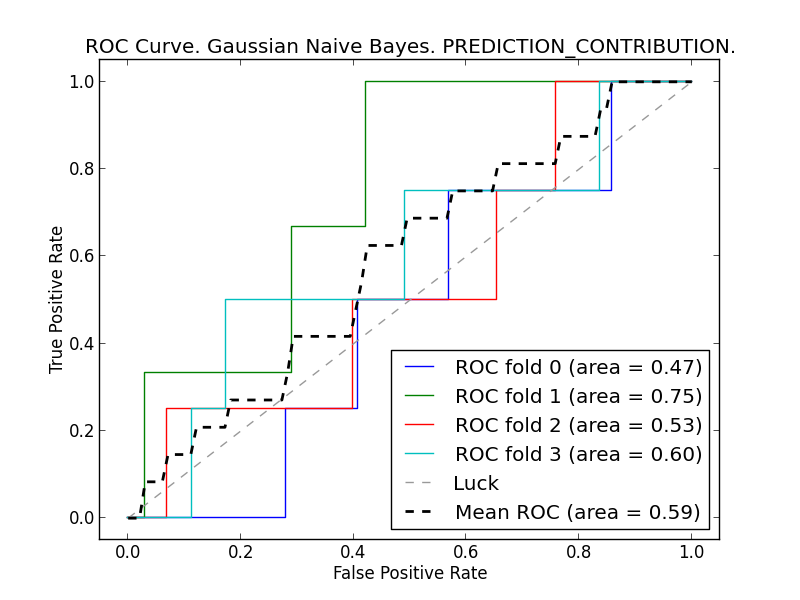 ROC Curve. Gaussian Naive Bayes. PREDICTION_CONTRIBUTION.
True Positive Rate
1.0
0.8
0.6
0.4
0.2
0.0
ROC fold 0 (area = 0.47)
ROC fold 1 (area = 0.75)
ROC fold 2 (area = 0.53)
ROC fold 3 (area = 0.60)
Luck
Mean ROC (area = 0.59)
0.0 0.2 0.4 0.6 0.8 1.0
False Positive Rate